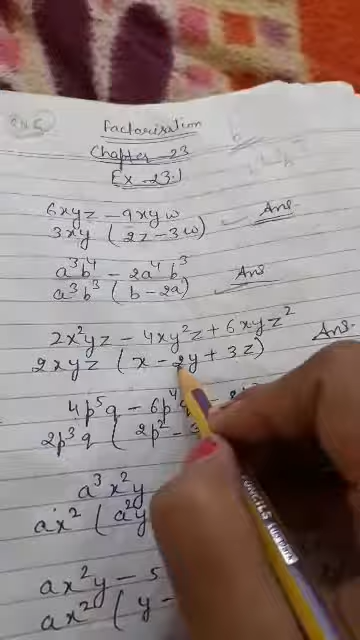 Factorisation
Chapter-23
Ex-23.1
6xyz - 9xyw
3xy (2z - 3w) Ans.
a³b⁴ - 2a⁴b³
a³b³ (b - 2a) Ans
2x²yz - 4xy²z + 6xyz²
2xyz (x - 2y + 3z) Ans.
4p⁵q - 6p⁴
2p³q (2p² -
a³x²y
ax² (a²y
ax²y - 5
ax² (y -